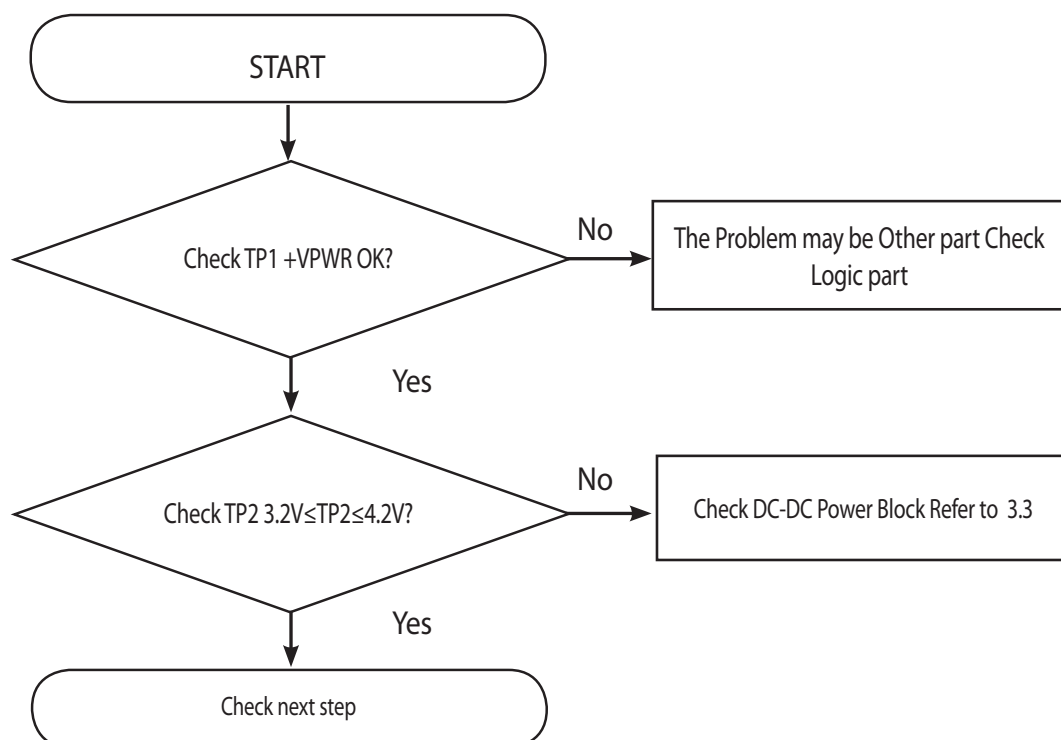 START
Check TP1 +VPWR OK?
No
The Problem may be Other part Check
Logic part
Yes
Check TP2 3.2V≤TP2≤4.2V?
No
Check DC-DC Power Block Refer to 3.3
Yes
Check next step